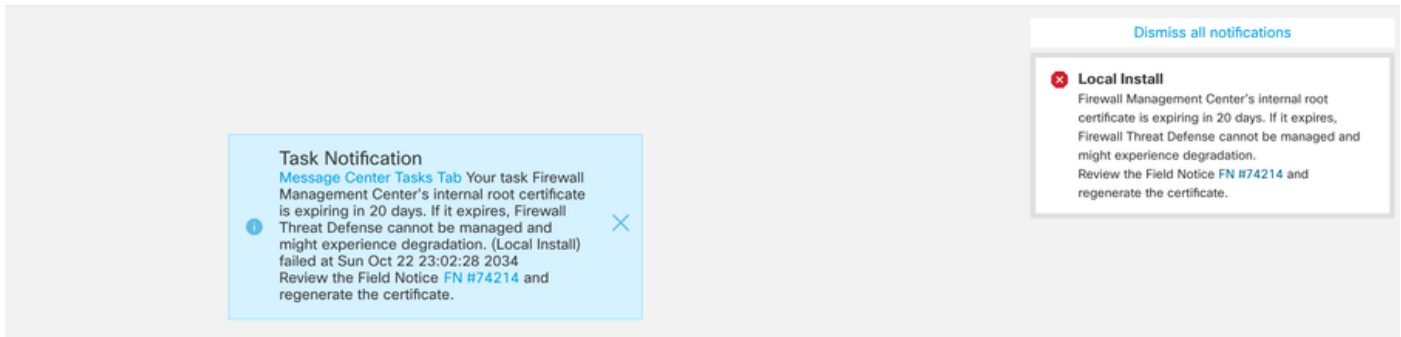 Dismiss all notifications
Local Install
Firewall Management Center's internal root
certificate is expiring in 20 days. If it expires,
Firewall Threat Defense cannot be managed and
might experience degradation.
Review the Field Notice FN #74214 and
regenerate the certificate.
Task Notification
Message Center Tasks Tab Your task Firewall
Management Center's internal root certificate
is expiring in 20 days. If it expires, Firewall
Threat Defense cannot be managed and
might experience degradation. (Local Install)
failed at Sun Oct 22 23:02:28 2034
Review the Field Notice FN #74214 and
regenerate the certificate.